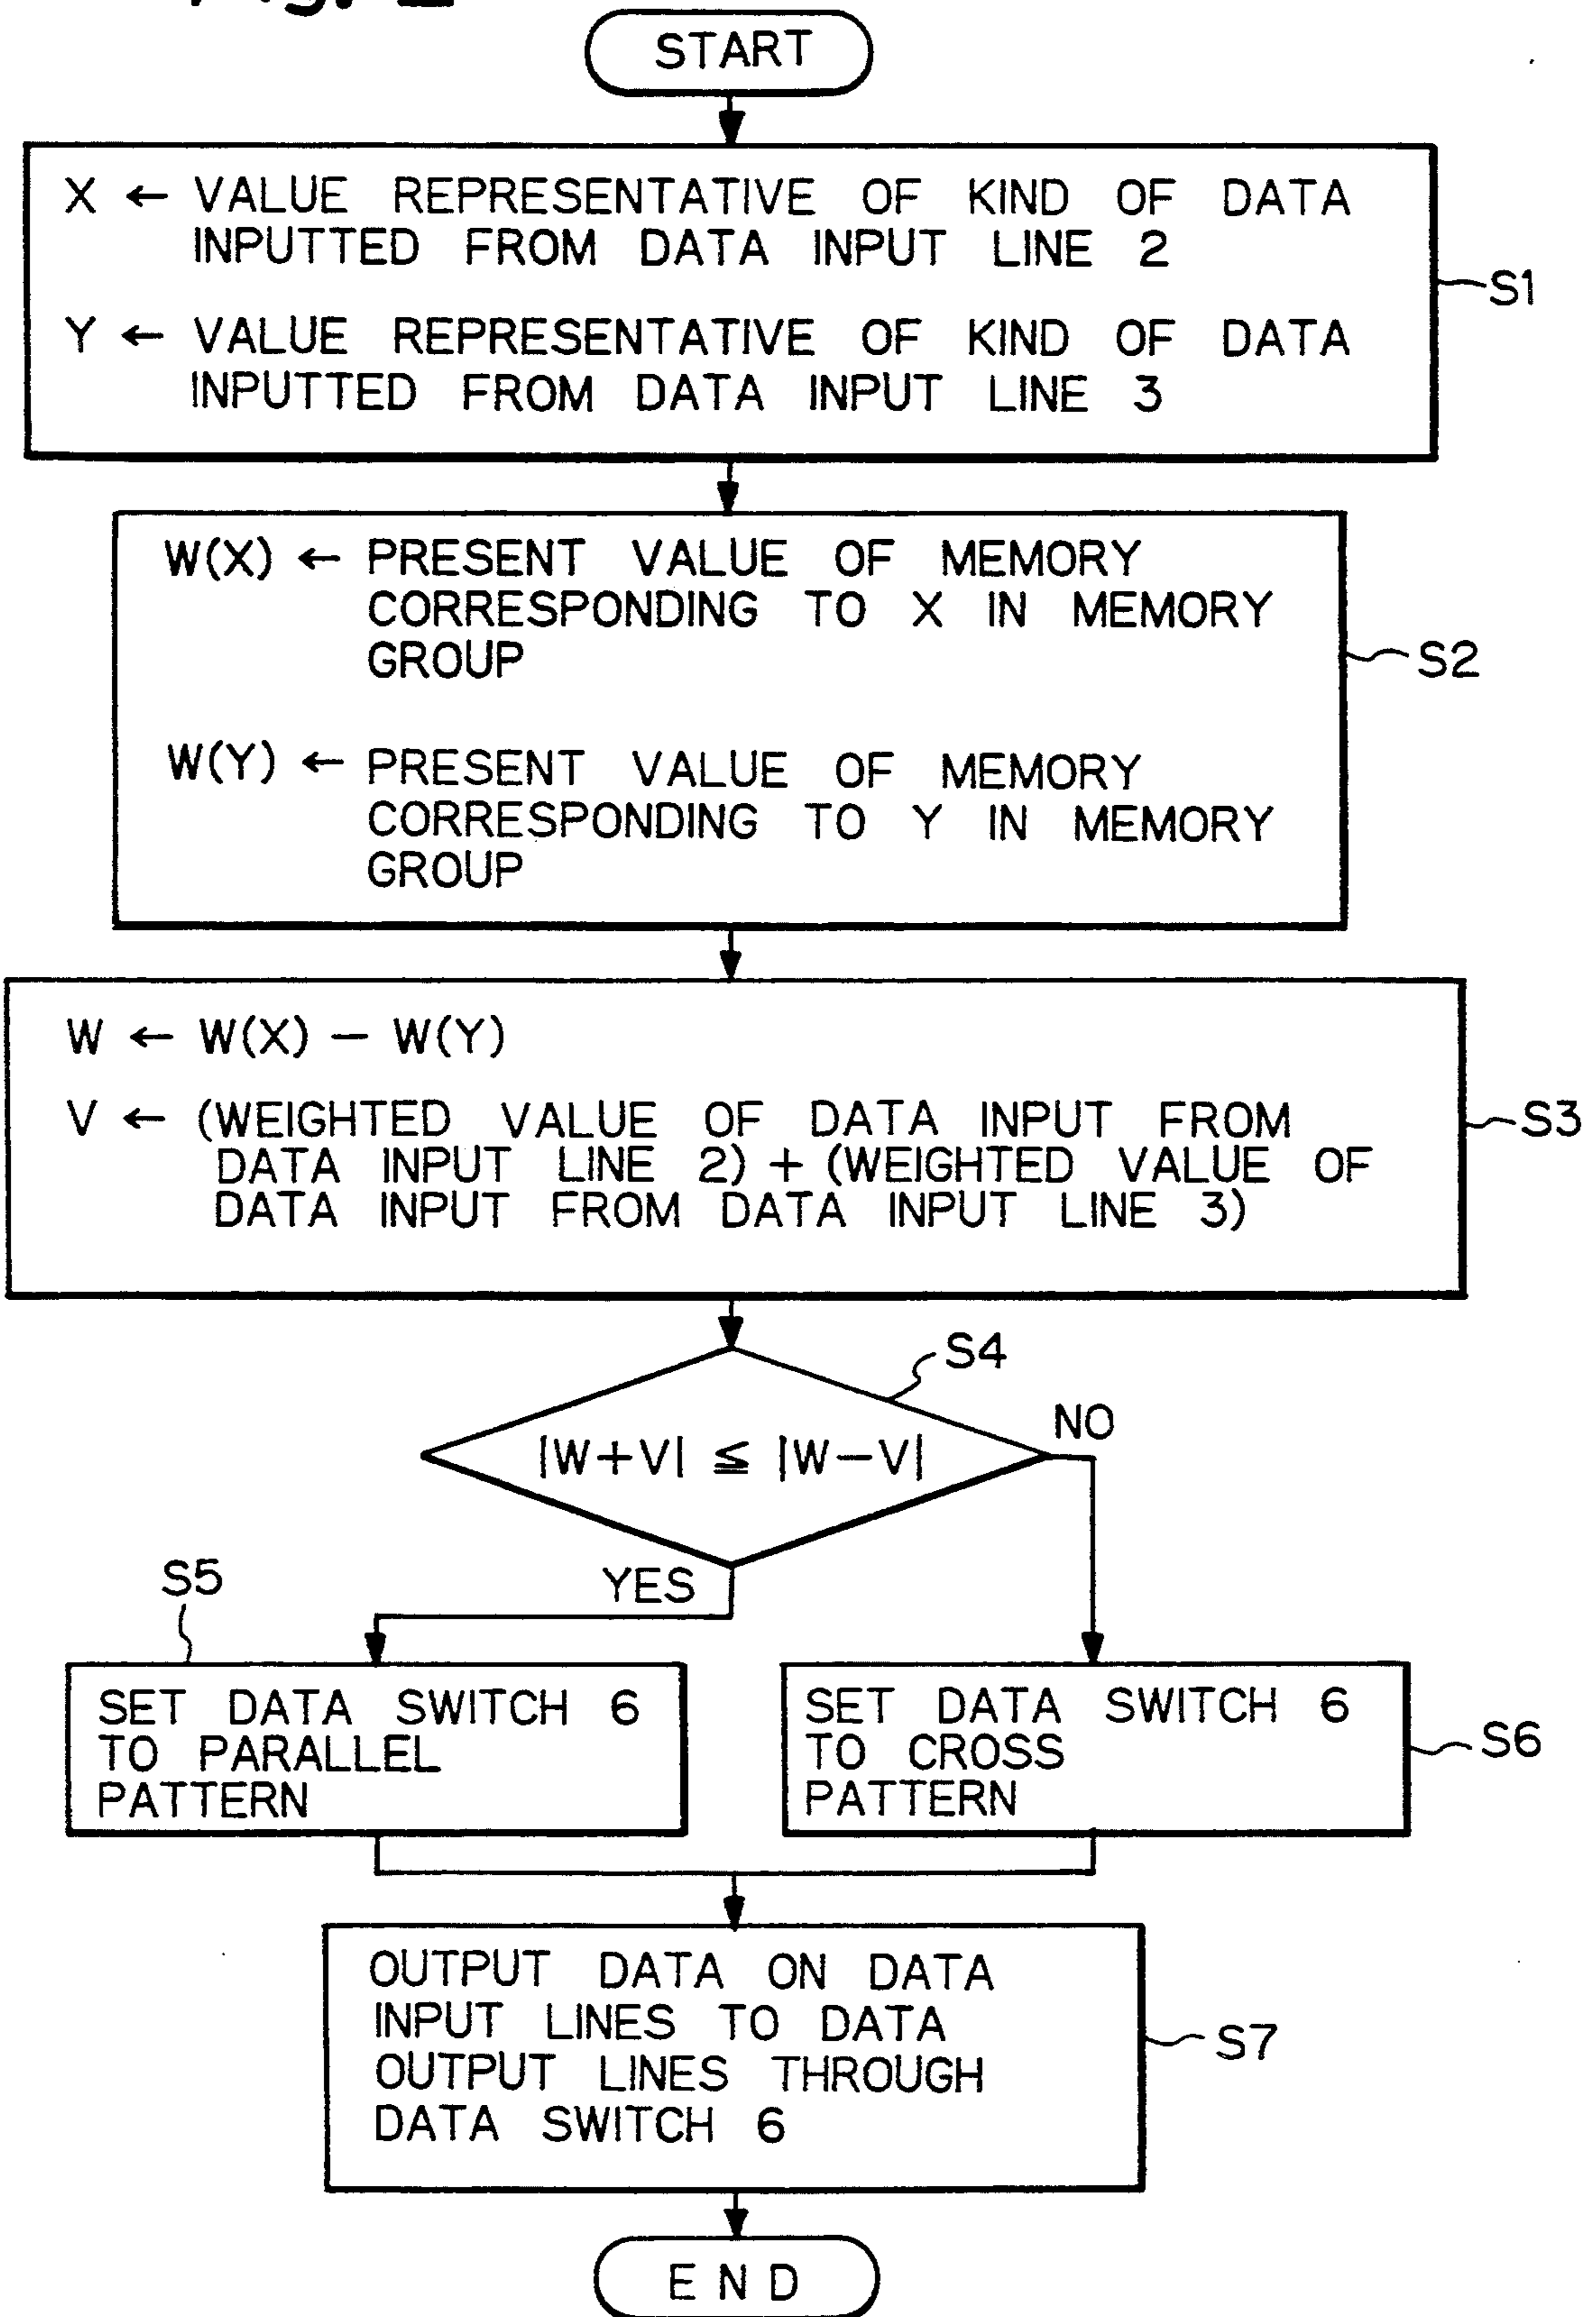 START
X ← VALUE REPRESENTATIVE OF KIND OF DATA
INPUTTED FROM DATA INPUT LINE 2
Y ← VALUE REPRESENTATIVE OF KIND OF DATA
INPUTTED FROM DATA INPUT LINE 3
S1
W(X) ← PRESENT VALUE OF MEMORY
CORRESPONDING TO X IN MEMORY
GROUP
W(Y) ← PRESENT VALUE OF MEMORY
CORRESPONDING TO Y IN MEMORY
GROUP
S2
W ← W(X) − W(Y)
V ← (WEIGHTED VALUE OF DATA INPUT FROM
DATA INPUT LINE 2) + (WEIGHTED VALUE OF
DATA INPUT FROM DATA INPUT LINE 3)
S3
S4
|W+V| ≦ |W−V|
NO
YES
S5
SET DATA SWITCH 6
TO PARALLEL
PATTERN
SET DATA SWITCH 6
TO CROSS
PATTERN
S6
OUTPUT DATA ON DATA
INPUT LINES TO DATA
OUTPUT LINES THROUGH
DATA SWITCH 6
S7
END